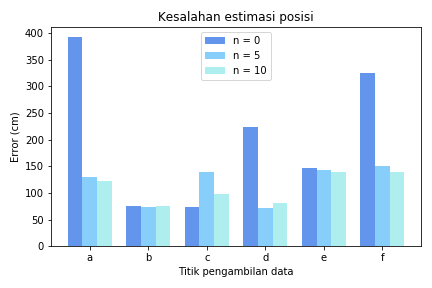 Kesalahan estimasi posisi
n = 0
n = 5
n = 10
Error (cm)
400
350
300
250
200
150
100
50
0
a b c d e f
Titik pengambilan data